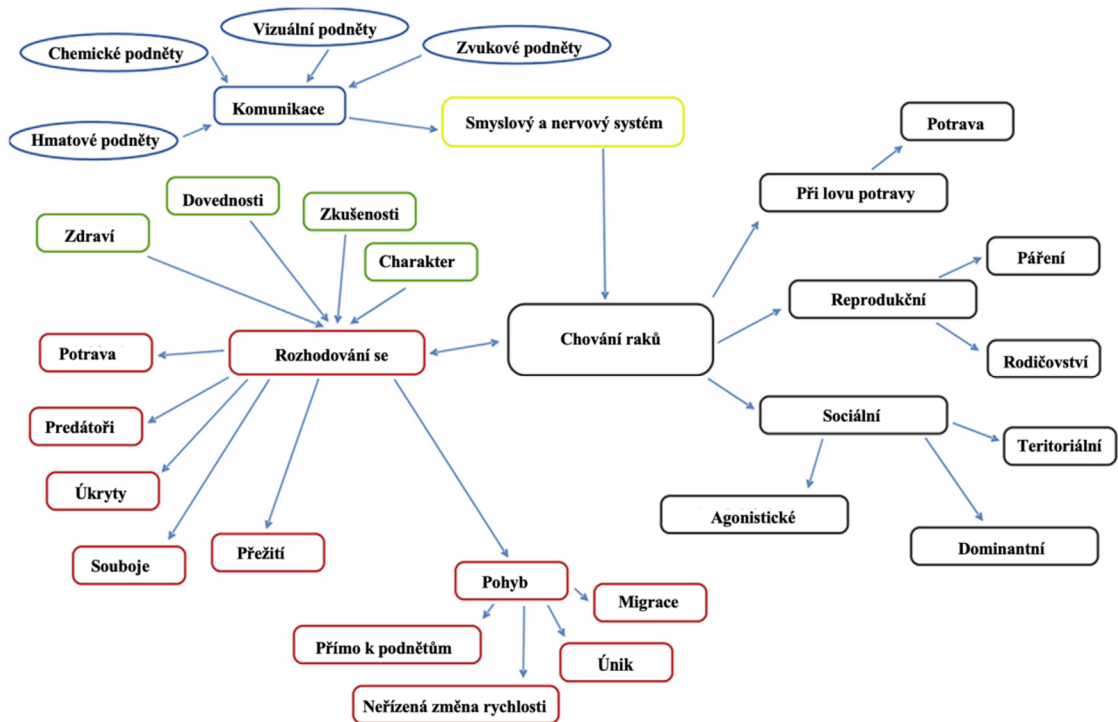 Vizuální podněty
Chemické podněty
Zvukové podněty
Komunikace
Hmatové podněty
Smyslový a nervový systém
Potrava
Při lovu potravy
Dovednosti
Zkušenosti
Zdraví
Charakter
Páření
Reprodukční
Rodičovství
Chování raků
Rozhodování se
Potrava
Predátoři
Úkryty
Souboje
Přežití
Sociální
Teritoriální
Agonistické
Dominantní
Pohyb
Migrace
Přímo k podnětům
Únik
Neřízená změna rychlosti